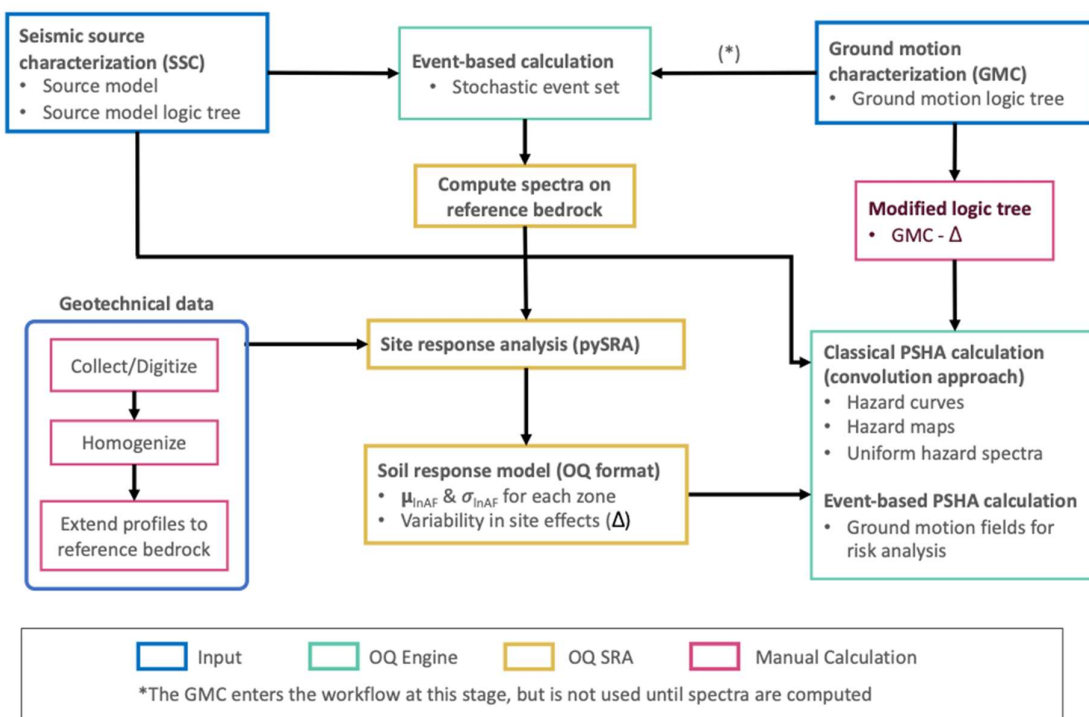 Seismic source
characterization (SSC)
• Source model
• Source model logic tree
Event-based calculation
• Stochastic event set
(*)
Ground motion
characterization (GMC)
• Ground motion logic tree
Compute spectra on
reference bedrock
Modified logic tree
• GMC - Δ
Geotechnical data
Collect/Digitize
Homogenize
Extend profiles to
reference bedrock
Site response analysis (pySRA)
Soil response model (OQ format)
• μlnAF & σlnAF for each zone
• Variability in site effects (Δ)
Classical PSHA calculation
(convolution approach)
• Hazard curves
• Hazard maps
• Uniform hazard spectra
Event-based PSHA calculation
• Ground motion fields for
risk analysis
Input
OQ Engine
OQ SRA
Manual Calculation
*The GMC enters the workflow at this stage, but is not used until spectra are computed